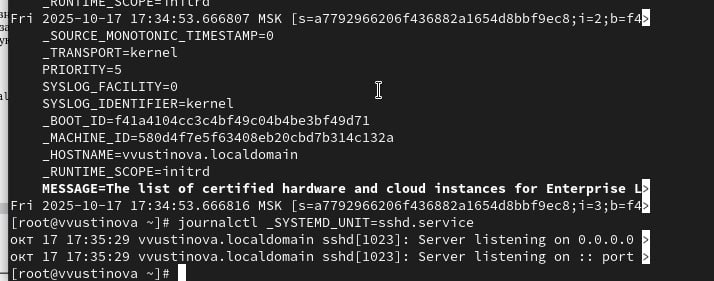 _RUNTIME_SCOPE=initrd
Fri 2025-10-17 17:34:53.666807 MSK [s=a7792966206f436882a1654d8bbf9ec8;i=2;b=f4>
_SOURCE_MONOTONIC_TIMESTAMP=0
_TRANSPORT=kernel
PRIORITY=5
SYSLOG_FACILITY=0
SYSLOG_IDENTIFIER=kernel
_BOOT_ID=f41a4104cc3c4bf49c04b4be3bf49d71
_MACHINE_ID=580d4f7e5f63408eb20cbd7b314c132a
_HOSTNAME=vvustinova.localdomain
_RUNTIME_SCOPE=initrd
MESSAGE=The list of certified hardware and cloud instances for Enterprise L>
Fri 2025-10-17 17:34:53.666816 MSK [s=a7792966206f436882a1654d8bbf9ec8;i=3;b=f4>
[root@vvustinova ~]# journalctl _SYSTEMD_UNIT=sshd.service
окт 17 17:35:29 vvustinova.localdomain sshd[1023]: Server listening on 0.0.0.0 >
окт 17 17:35:29 vvustinova.localdomain sshd[1023]: Server listening on :: port >
[root@vvustinova ~]#